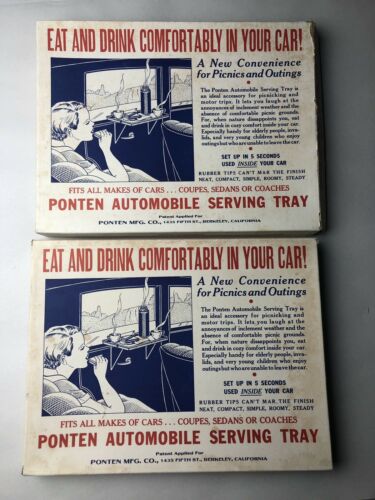 EAT AND DRINK COMFORTABLY IN YOUR CAR!
A New Convenience
for Picnics and Outings
The Ponten Automobile Serving Tray is
an ideal accessory for picnicking and
motor trips. It lets you laugh at the
annoyances of inclement weather and the
absence of comfortable picnic grounds.
For, when nature disappoints you, eat
and drink in cozy comfort inside your car.
Especially handy for elderly people, inva-
lids, and very young children who enjoy
outings but who are unable to leave the car.
SET UP IN 5 SECONDS
USED INSIDE YOUR CAR
RUBBER TIPS CAN'T MAR THE FINISH
NEAT, COMPACT, SIMPLE, ROOMY, STEADY
FITS ALL MAKES OF CARS... COUPES, SEDANS OR COACHES
PONTEN AUTOMOBILE SERVING TRAY
Patent Applied For
PONTEN MFG. CO., 1435 FIFTH ST., BERKELEY, CALIFORNIA
EAT AND DRINK COMFORTABLY IN YOUR CAR!
A New Convenience
for Picnics and Outings
The Ponten Automobile Serving Tray is
an ideal accessory for picnicking and
motor trips. It lets you laugh at the
annoyances of inclement weather and the
absence of comfortable picnic grounds.
For, when nature disappoints you, eat
and drink in cozy comfort inside your car.
Especially handy for elderly people, inva-
lids, and very young children who enjoy
outings but who are unable to leave the car.
SET UP IN 5 SECONDS
USED INSIDE YOUR CAR
RUBBER TIPS CAN'T MAR THE FINISH
NEAT, COMPACT, SIMPLE, ROOMY, STEADY
FITS ALL MAKES OF CARS... COUPES, SEDANS OR COACHES
PONTEN AUTOMOBILE SERVING TRAY
Patent Applied For
PONTEN MFG. CO., 1435 FIFTH ST., BERKELEY, CALIFORNIA